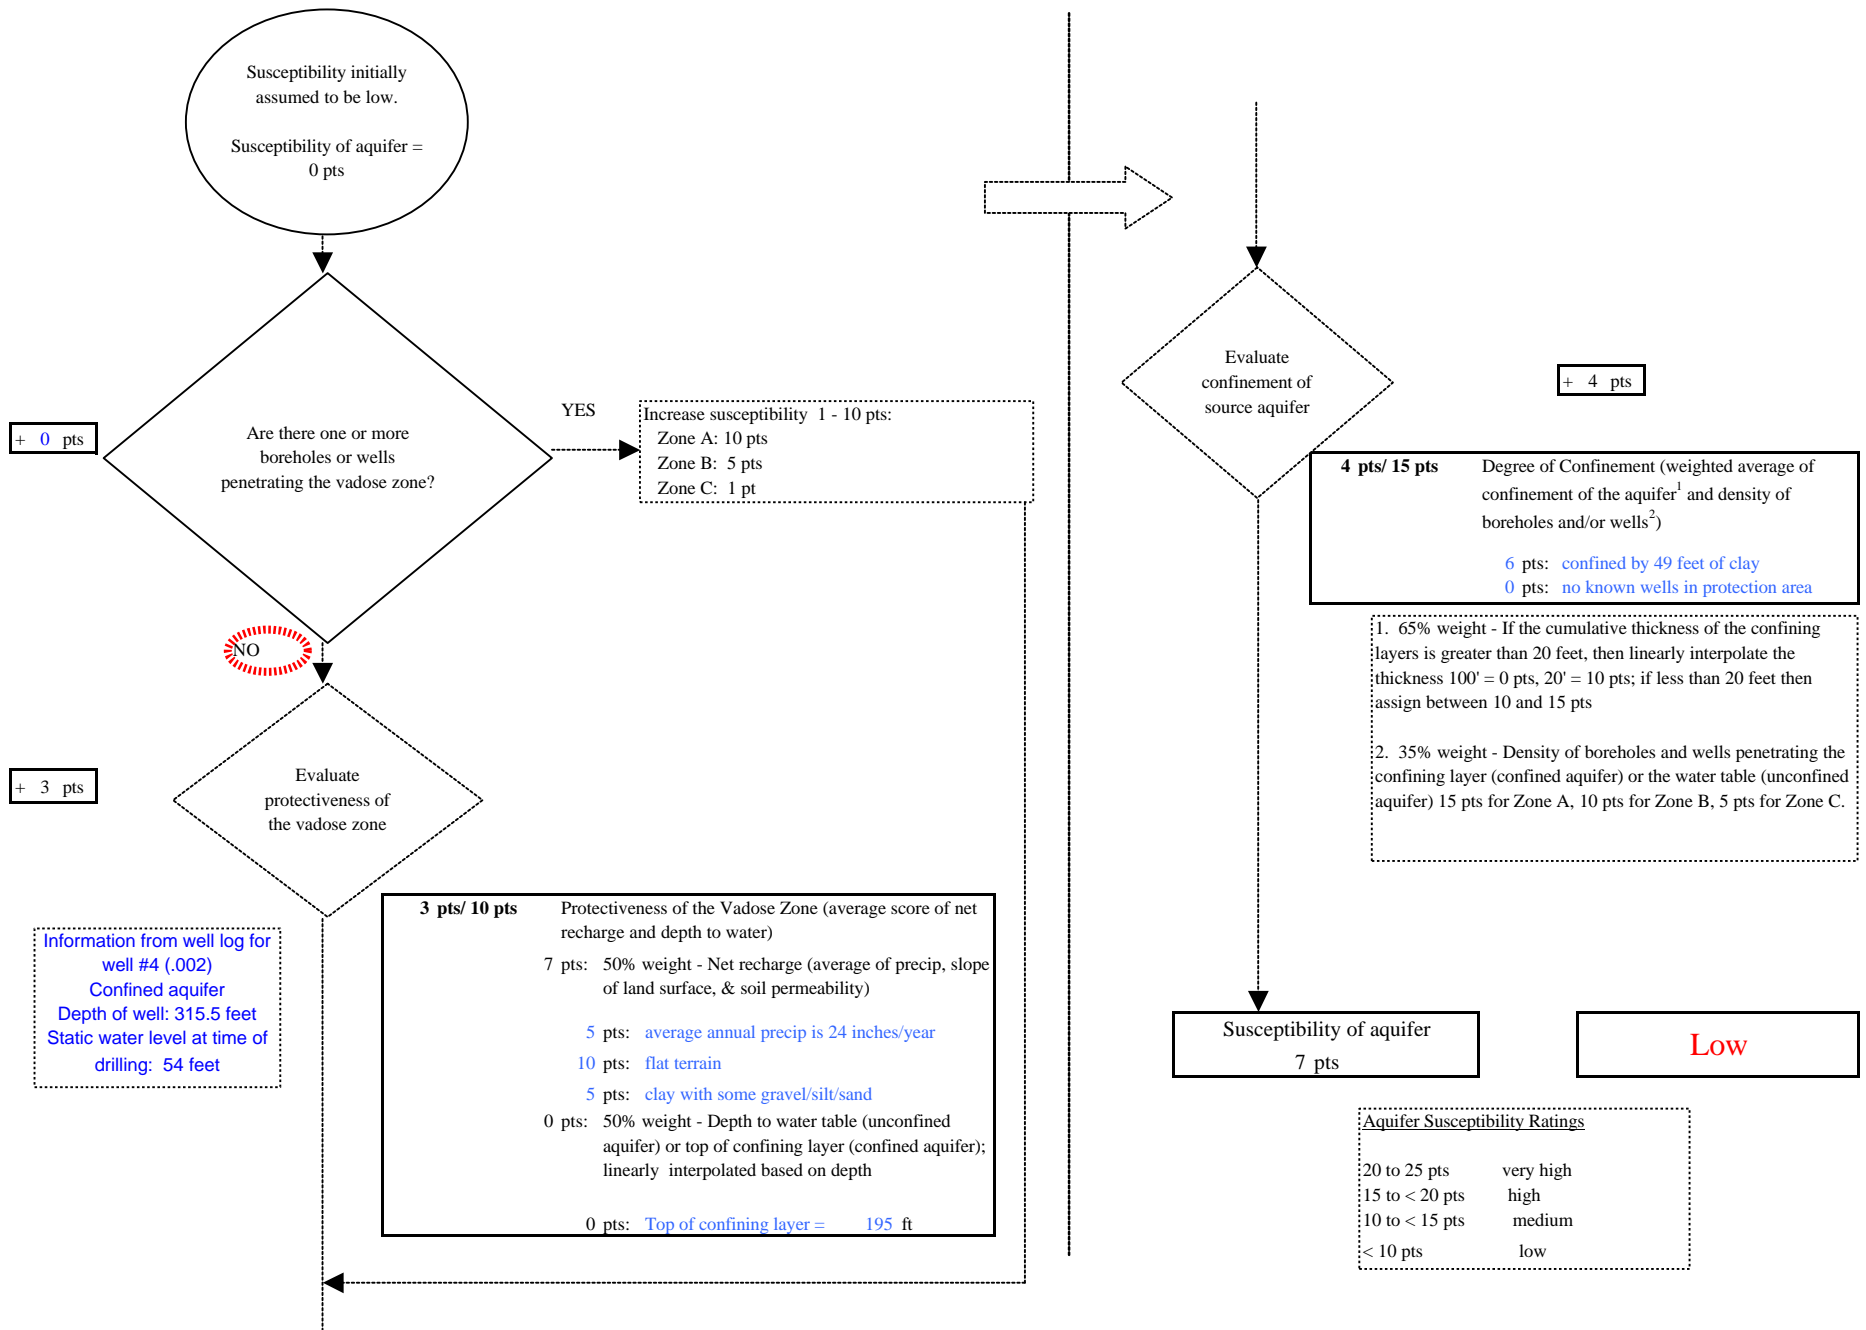 Susceptibility initially
assumed to be low.
Susceptibility of aquifer =
0 pts
+ 0 pts
Are there one or more
boreholes or wells
penetrating the vadose zone?
YES
Increase susceptibility 1 - 10 pts:
Zone A: 10 pts
Zone B: 5 pts
Zone C: 1 pt
NO
+ 3 pts
Evaluate
protectiveness of
the vadose zone
Information from well log for
well #4 (.002)
Confined aquifer
Depth of well: 315.5 feet
Static water level at time of
drilling: 54 feet
3 pts/ 10 pts Protectiveness of the Vadose Zone (average score of net
recharge and depth to water)
7 pts: 50% weight - Net recharge (average of precip, slope
of land surface, & soil permeability)
5 pts: average annual precip is 24 inches/year
10 pts: flat terrain
5 pts: clay with some gravel/silt/sand
0 pts: 50% weight - Depth to water table (unconfined
aquifer) or top of confining layer (confined aquifer);
linearly interpolated based on depth
0 pts: Top of confining layer = 195 ft
Evaluate
confinement of
source aquifer
+ 4 pts
4 pts/ 15 pts Degree of Confinement (weighted average of
confinement of the aquifer1 and density of
boreholes and/or wells2)
6 pts: confined by 49 feet of clay
0 pts: no known wells in protection area
1. 65% weight - If the cumulative thickness of the confining
layers is greater than 20 feet, then linearly interpolate the
thickness 100' = 0 pts, 20' = 10 pts; if less than 20 feet then
assign between 10 and 15 pts
2. 35% weight - Density of boreholes and wells penetrating the
confining layer (confined aquifer) or the water table (unconfined
aquifer) 15 pts for Zone A, 10 pts for Zone B, 5 pts for Zone C.
Susceptibility of aquifer
7 pts
Low
Aquifer Susceptibility Ratings
20 to 25 pts very high
15 to < 20 pts high
10 to < 15 pts medium
< 10 pts low